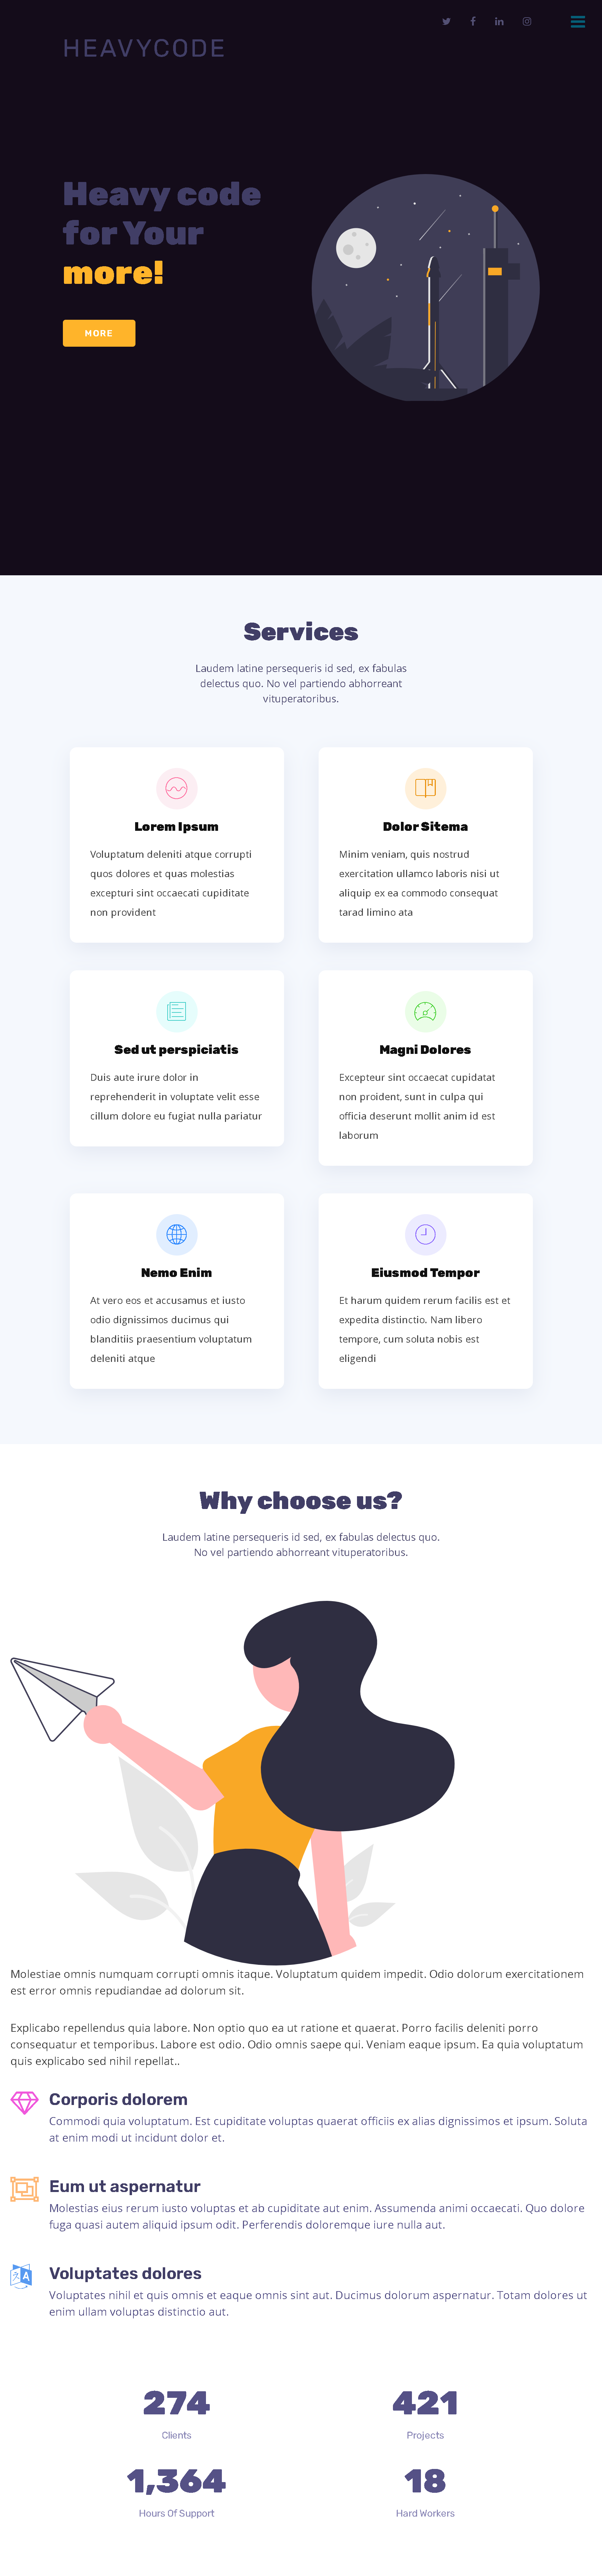 HEAVYCODE
Heavy code
for Your
more!
MORE
Services
Laudem latine persequeris id sed, ex fabulas
delectus quo. No vel partiendo abhorreant
vituperatoribus.
Lorem Ipsum
Voluptatum deleniti atque corrupti
quos dolores et quas molestias
excepturi sint occaecati cupiditate
non provident
Dolor Sitema
Minim veniam, quis nostrud
exercitation ullamco laboris nisi ut
aliquip ex ea commodo consequat
tarad limino ata
Sed ut perspiciatis
Duis aute irure dolor in
reprehenderit in voluptate velit esse
cillum dolore eu fugiat nulla pariatur
Magni Dolores
Excepteur sint occaecat cupidatat
non proident, sunt in culpa qui
officia deserunt mollit anim id est
laborum
Nemo Enim
At vero eos et accusamus et iusto
odio dignissimos ducimus qui
blanditiis praesentium voluptatum
deleniti atque
Eiusmod Tempor
Et harum quidem rerum facilis est et
expedita distinctio. Nam libero
tempore, cum soluta nobis est
eligendi
Why choose us?
Laudem latine persequeris id sed, ex fabulas delectus quo.
No vel partiendo abhorreant vituperatoribus.
Molestiae omnis numquam corrupti omnis itaque. Voluptatum quidem impedit. Odio dolorum exercitationem
est error omnis repudiandae ad dolorum sit.
Explicabo repellendus quia labore. Non optio quo ea ut ratione et quaerat. Porro facilis deleniti porro
consequatur et temporibus. Labore est odio. Odio omnis saepe qui. Veniam eaque ipsum. Ea quia voluptatum
quis explicabo sed nihil repellat..
Corporis dolorem
Commodi quia voluptatum. Est cupiditate voluptas quaerat officiis ex alias dignissimos et ipsum. Soluta
at enim modi ut incidunt dolor et.
Eum ut aspernatur
Molestias eius rerum iusto voluptas et ab cupiditate aut enim. Assumenda animi occaecati. Quo dolore
fuga quasi autem aliquid ipsum odit. Perferendis doloremque iure nulla aut.
Voluptates dolores
Voluptates nihil et quis omnis et eaque omnis sint aut. Ducimus dolorum aspernatur. Totam dolores ut
enim ullam voluptas distinctio aut.
274
Clients
421
Projects
1,364
Hours Of Support
18
Hard Workers